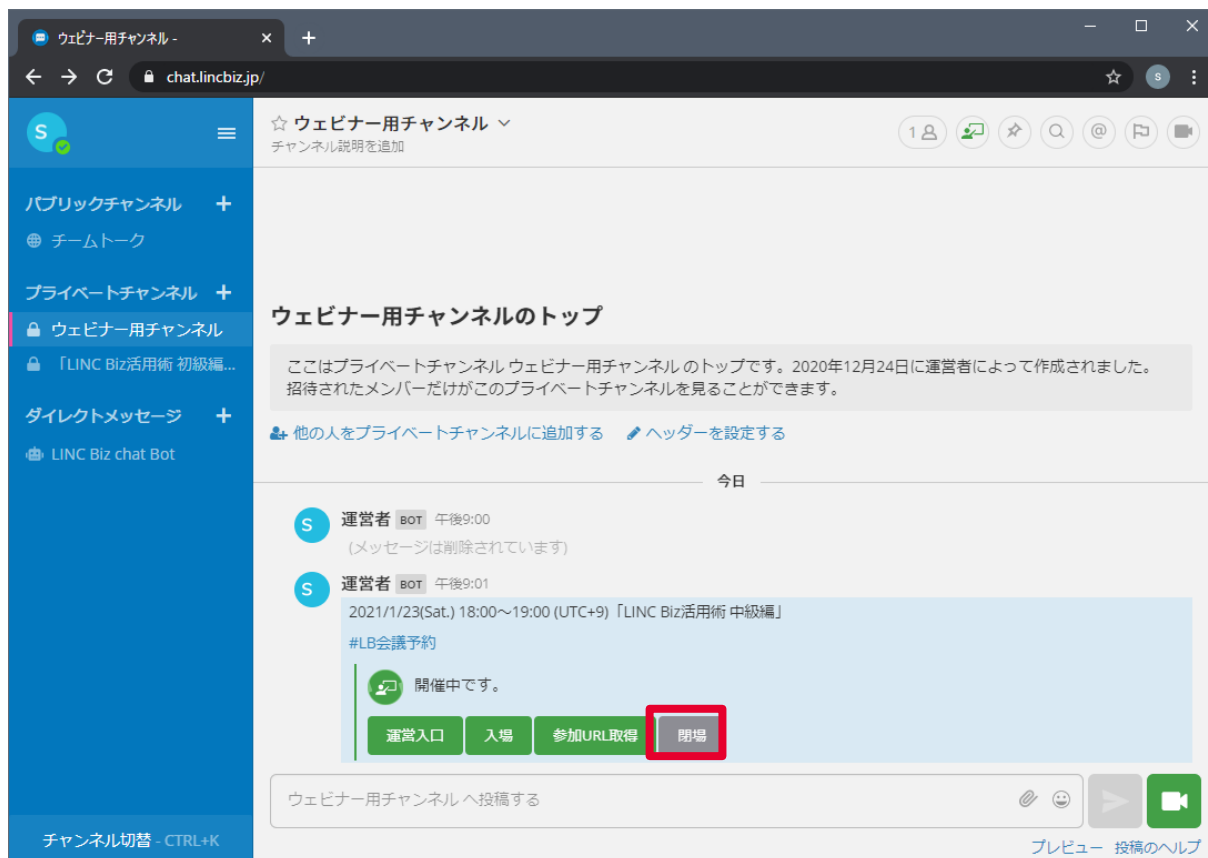 ウェビナー用チャンネル -
chat.lincbiz.jp/
S
S
ウェビナー用チャンネル
チャンネル説明を追加
1
パブリックチャンネル +
チームトーク
プライベートチャンネル +
ウェビナー用チャンネル
「LINC Biz活用術 初級編...
ダイレクトメッセージ +
LINC Biz chat Bot
チャンネル切替 - CTRL+K
ウェビナー用チャンネルのトップ
ここはプライベートチャンネル ウェビナー用チャンネル のトップです。2020年12月24日に運営者によって作成されました。
招待されたメンバーだけがこのプライベートチャンネルを見ることができます。
他の人をプライベートチャンネルに追加する ヘッダーを設定する
今日
S 運営者 BOT 午後9:00
(メッセージは削除されています)
S 運営者 BOT 午後9:01
2021/1/23(Sat.) 18:00～19:00 (UTC+9)「LINC Biz活用術 中級編」
#LB会議予約
開催中です。
運営入口 入場 参加URL取得 閉場
ウェビナー用チャンネル へ投稿する
プレビュー 投稿のヘルプ